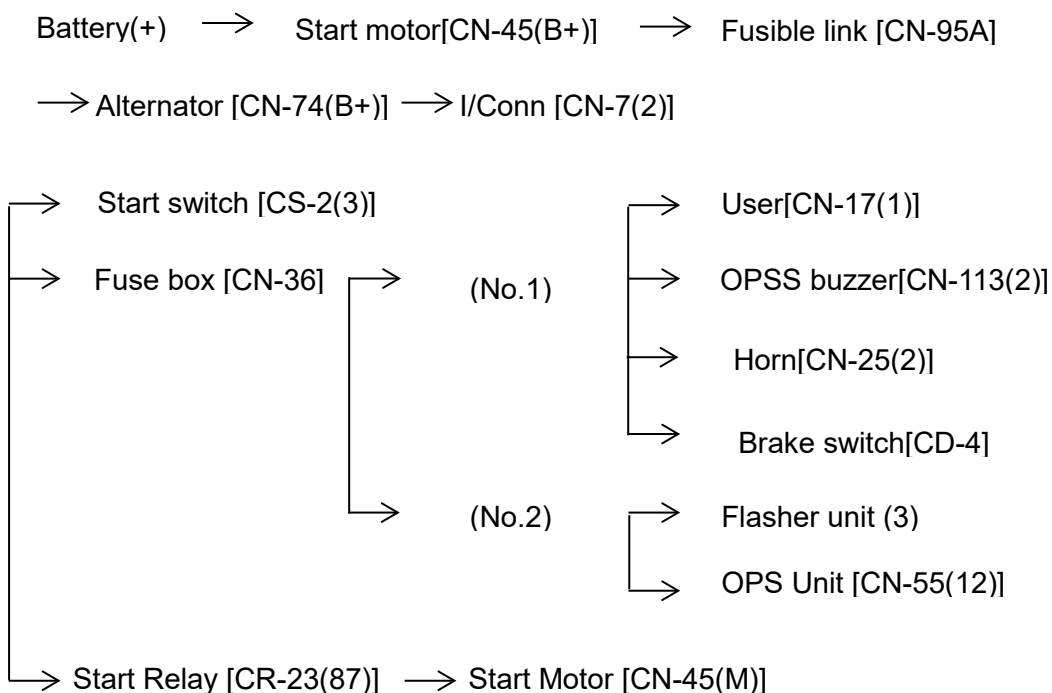 Battery(+) Start motor[CN-45(B+)] Fusible link [CN-95A]
Alternator [CN-74(B+)] I/Conn [CN-7(2)]
Start switch [CS-2(3)] User[CN-17(1)]
Fuse box [CN-36] (No.1) OPSS buzzer[CN-113(2)]
Horn[CN-25(2)]
Brake switch[CD-4]
(No.2) Flasher unit (3)
OPS Unit [CN-55(12)]
Start Relay [CR-23(87)] Start Motor [CN-45(M)]